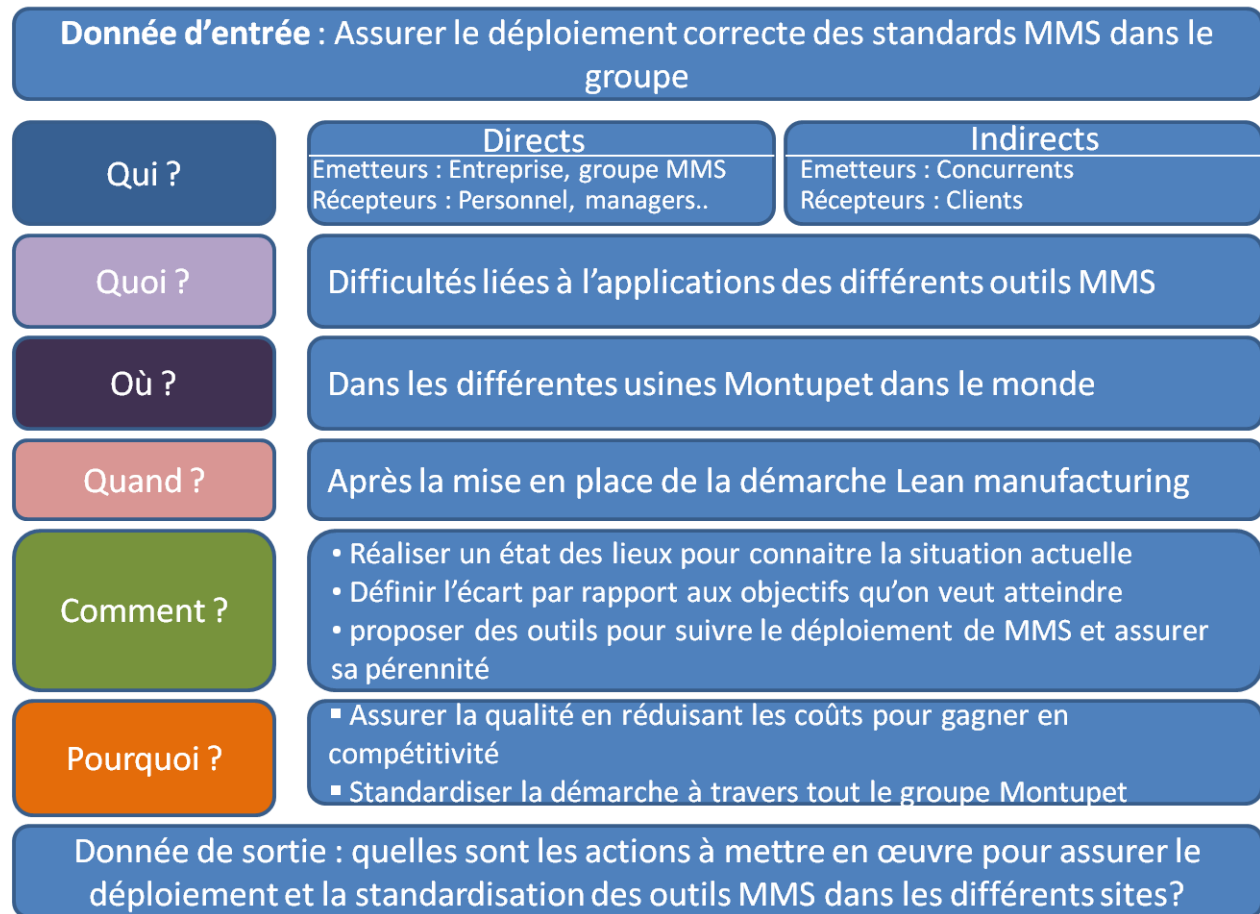 Donnée d'entrée : Assurer le déploiement correcte des standards MMS dans le
groupe
Qui ?
Directs
Emetteurs : Entreprise, groupe MMS
Récepteurs : Personnel, managers..
Indirects
Emetteurs : Concurrents
Récepteurs : Clients
Quoi ?
Difficultés liées à l'applications des différents outils MMS
Où ?
Dans les différentes usines Montupet dans le monde
Quand ?
Après la mise en place de la démarche Lean manufacturing
Comment ?
• Réaliser un état des lieux pour connaitre la situation actuelle
• Définir l'écart par rapport aux objectifs qu'on veut atteindre
• proposer des outils pour suivre le déploiement de MMS et assurer
sa pérennité
Pourquoi ?
▪ Assurer la qualité en réduisant les coûts pour gagner en
compétitivité
▪ Standardiser la démarche à travers tout le groupe Montupet
Donnée de sortie : quelles sont les actions à mettre en œuvre pour assurer le
déploiement et la standardisation des outils MMS dans les différents sites?